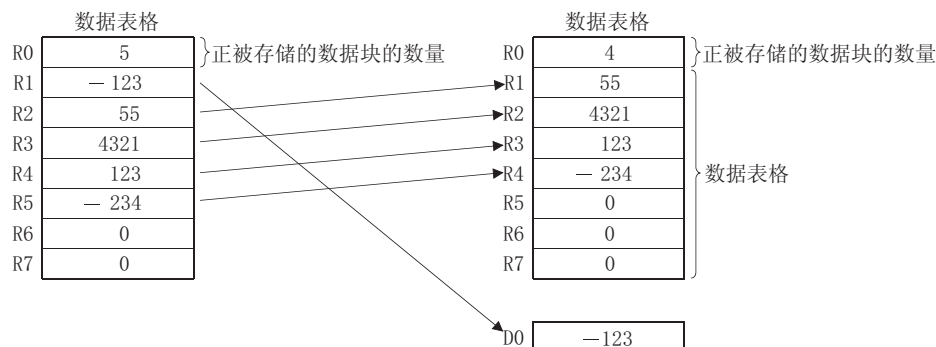 数据表格 数据表格
R0 5 正被存储的数据块的数量 R0 4 正被存储的数据块的数量
R1 －123 R1 55
R2 55 R2 4321
R3 4321 R3 123
R4 123 R4 －234 数据表格
R5 －234 R5 0
R6 0 R6 0
R7 0 R7 0
D0 －123